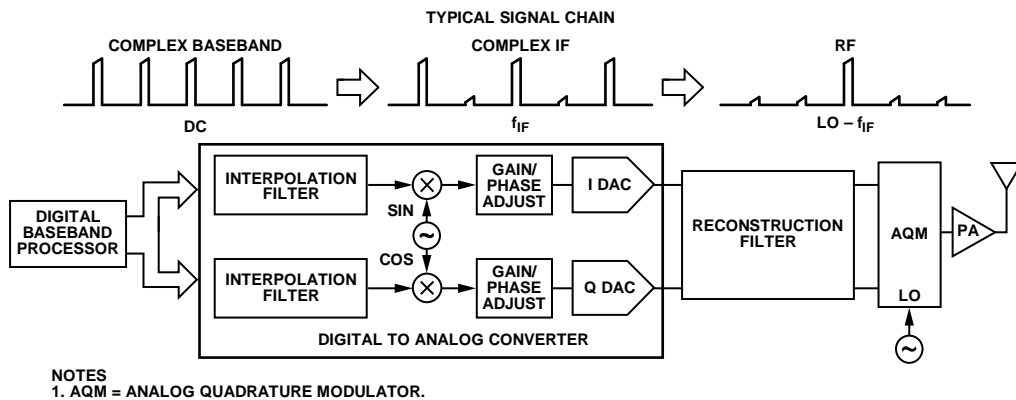 TYPICAL SIGNAL CHAIN
COMPLEX BASEBAND
COMPLEX IF
RF
DC
fIF
LO – fIF
DIGITAL
BASEBAND
PROCESSOR
INTERPOLATION
FILTER
SIN
COS
INTERPOLATION
FILTER
GAIN/
PHASE
ADJUST
I DAC
GAIN/
PHASE
ADJUST
Q DAC
DIGITAL TO ANALOG CONVERTER
RECONSTRUCTION
FILTER
AQM
LO
PA
NOTES
1. AQM = ANALOG QUADRATURE MODULATOR.